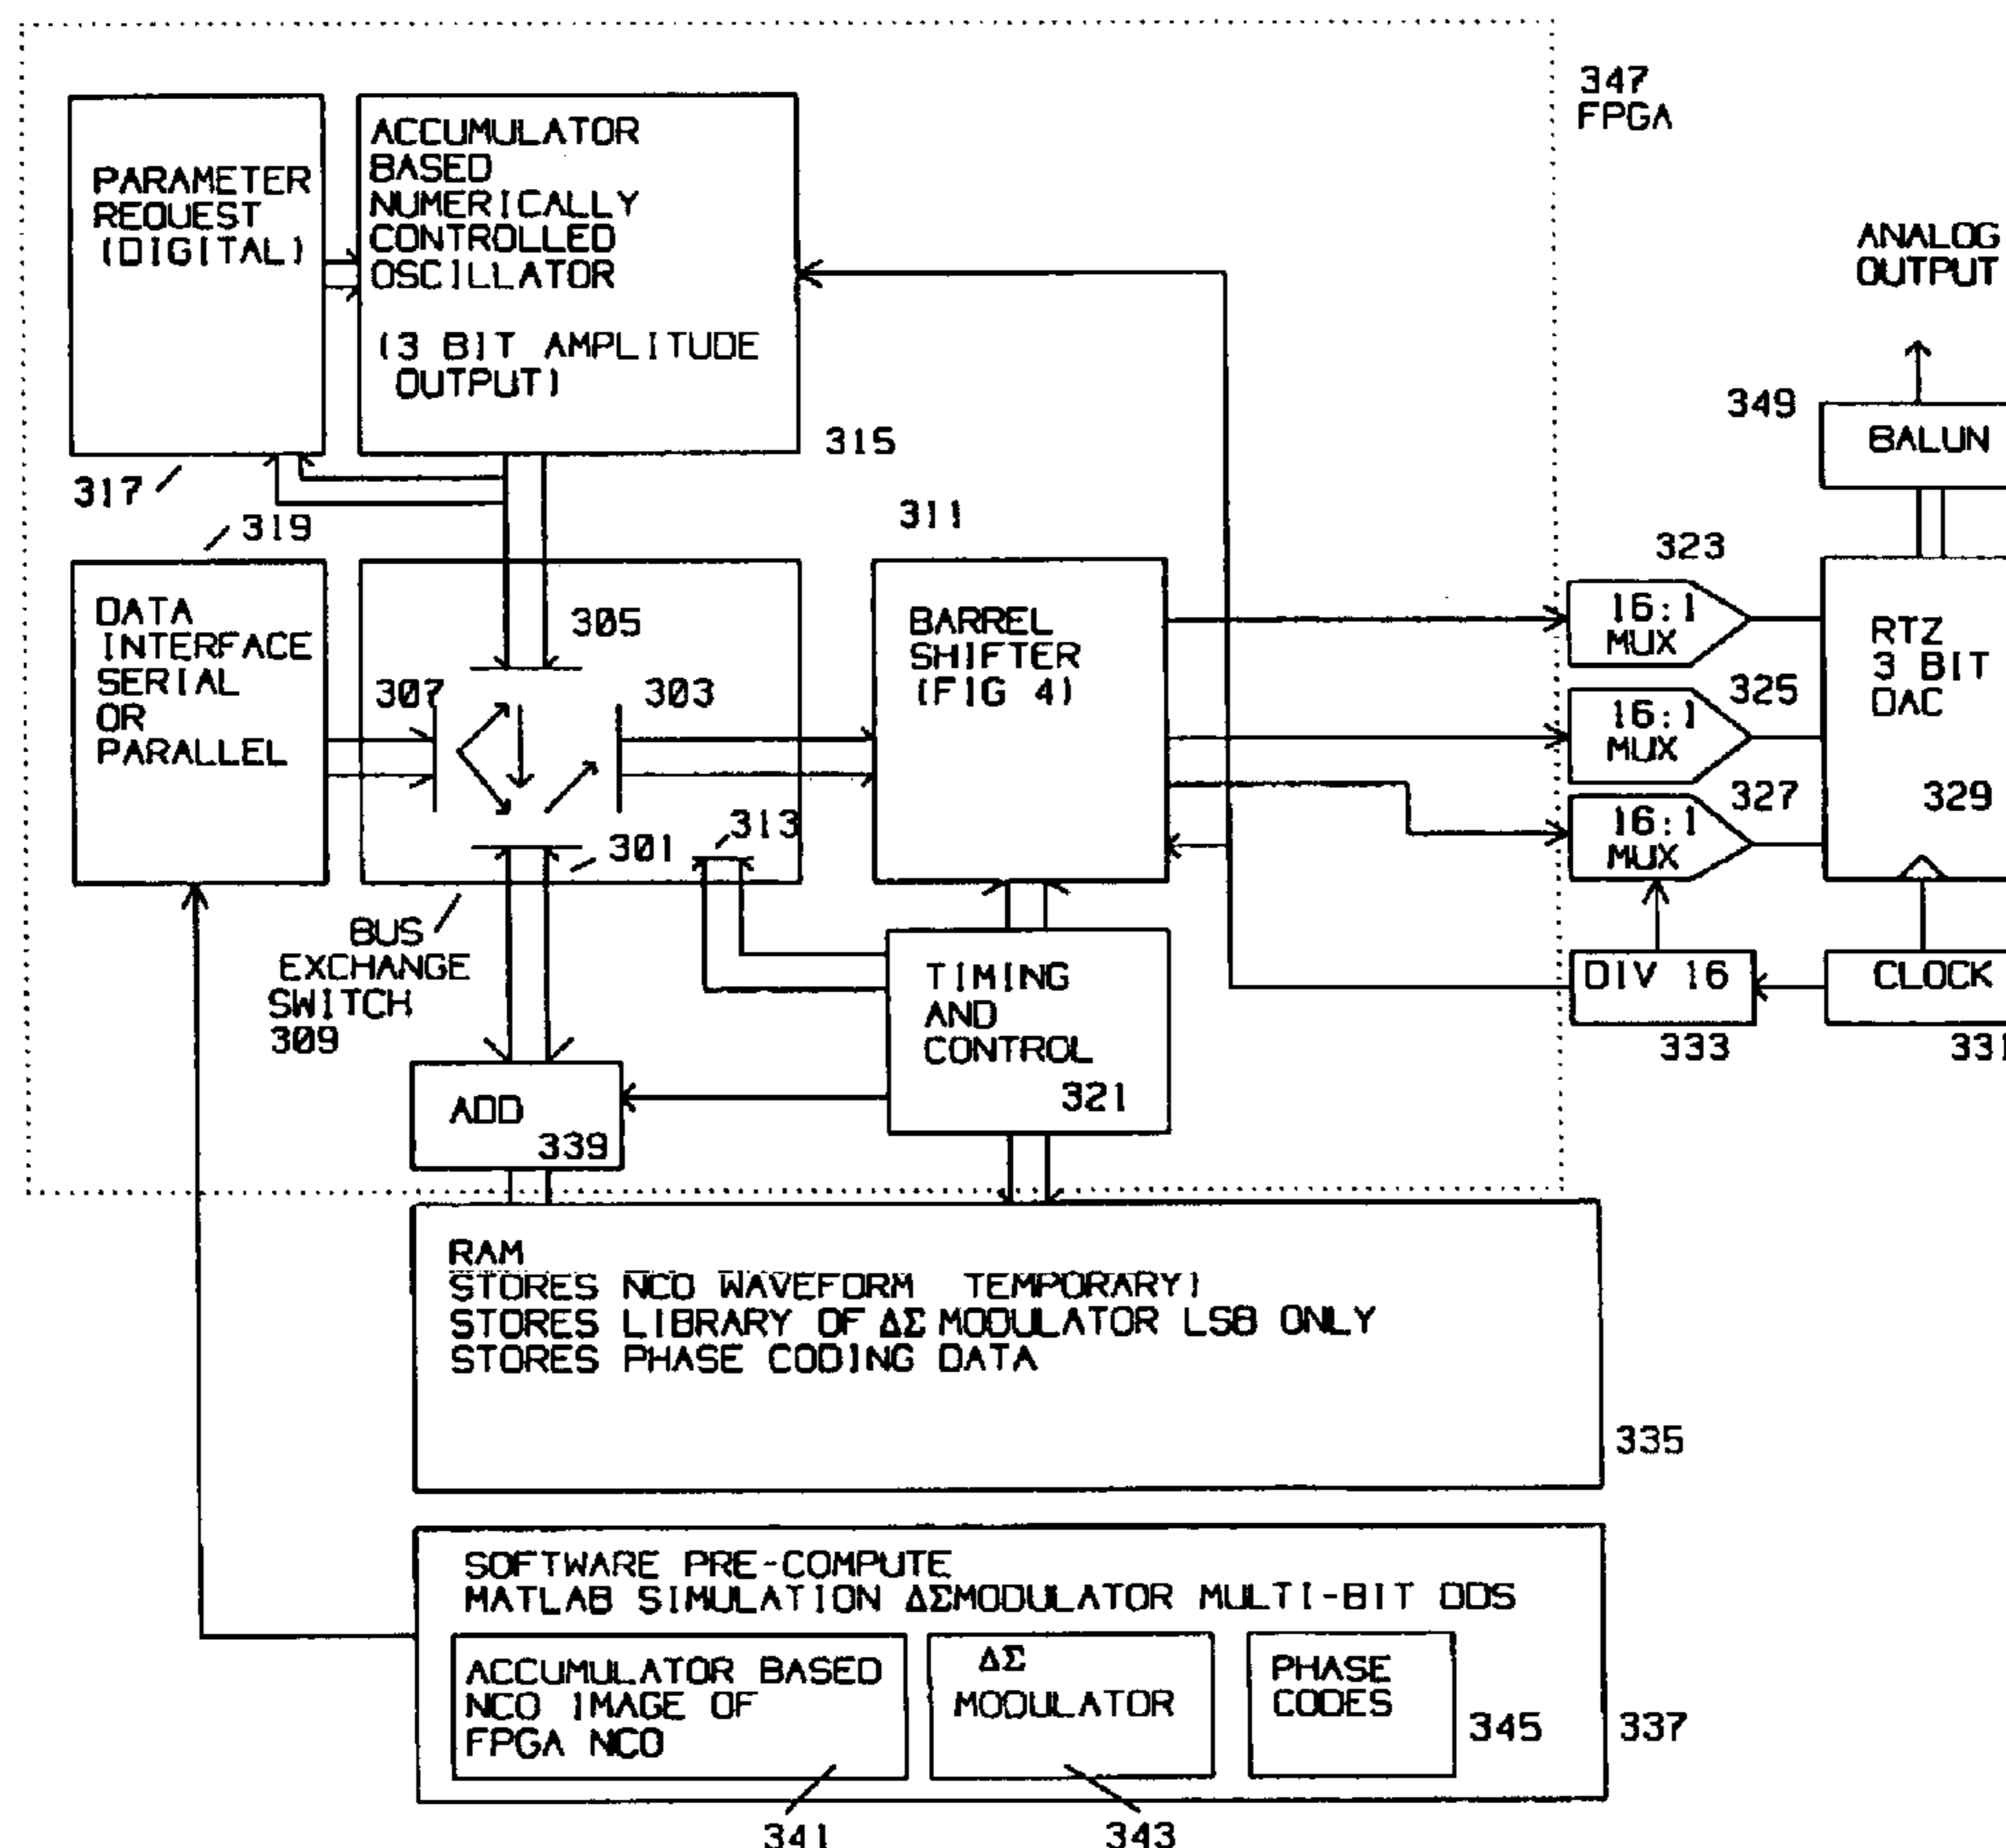 347
FPGA
PARAMETER
REQUEST
(DIGITAL)
317
ACCUMULATOR
BASED
NUMERICALLY
CONTROLLED
OSCILLATOR
(3 BIT AMPLITUDE
OUTPUT)
315
ANALOG
OUTPUT
349
BALUN
319
DATA
INTERFACE
SERIAL
OR
PARALLEL
305
307
303
313
301
BUS
EXCHANGE
SWITCH
309
311
BARREL
SHIFTER
(FIG 4)
323
16:1
MUX
325
16:1
MUX
327
16:1
MUX
RTZ
3 BIT
DAC
329
TIMING
AND
CONTROL
321
DIV 16
333
CLOCK
331
ADD
339
RAM
STORES NCO WAVEFORM TEMPORARY)
STORES LIBRARY OF ΔΣ MODULATOR LSB ONLY
STORES PHASE CODING DATA
335
SOFTWARE PRE-COMPUTE
MATLAB SIMULATION ΔΣMODULATOR MULTI-BIT DDS
ACCUMULATOR BASED
NCO IMAGE OF
FPGA NCO
341
ΔΣ
MODULATOR
343
PHASE
CODES
345
337